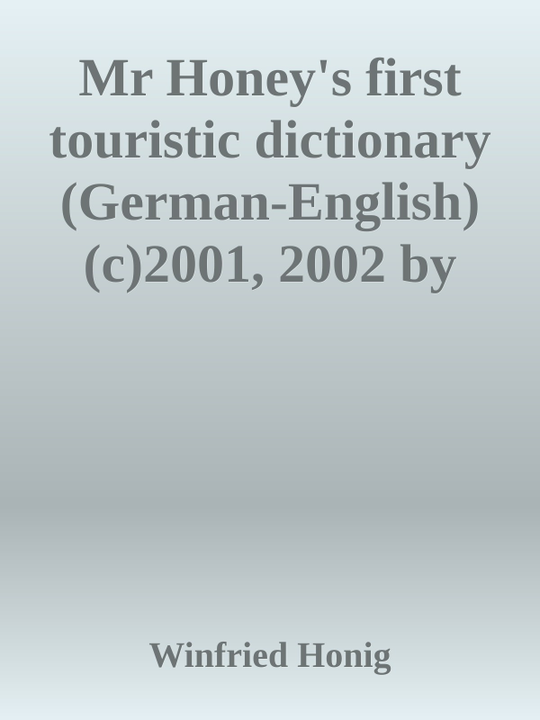 Mr Honey's first
touristic dictionary
(German-English)
(c)2001, 2002 by
Winfried Honig